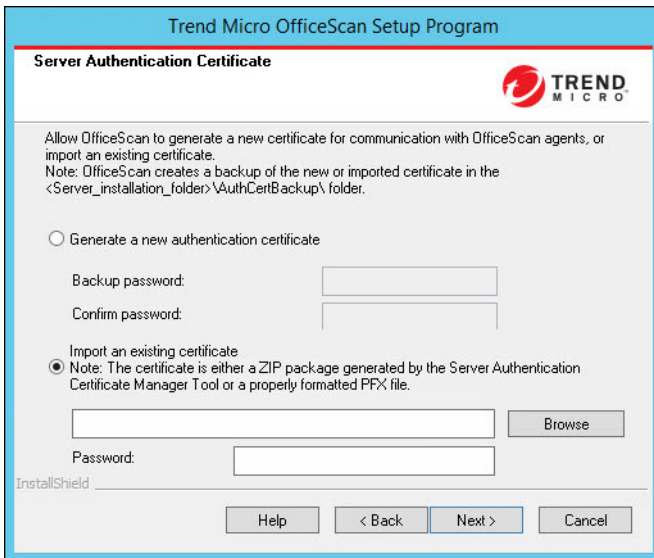 Trend Micro OfficeScan Setup Program
Server Authentication Certificate
TREND
MICRO
Allow OfficeScan to generate a new certificate for communication with OfficeScan agents, or
import an existing certificate.
Note: OfficeScan creates a backup of the new or imported certificate in the
<Server_installation_folder>\AuthCertBackup\ folder.
Generate a new authentication certificate
Backup password:
Confirm password:
Import an existing certificate
Note: The certificate is either a ZIP package generated by the Server Authentication
Certificate Manager Tool or a properly formatted PFX file.
Browse
Password:
InstallShield
Help
< Back
Next >
Cancel